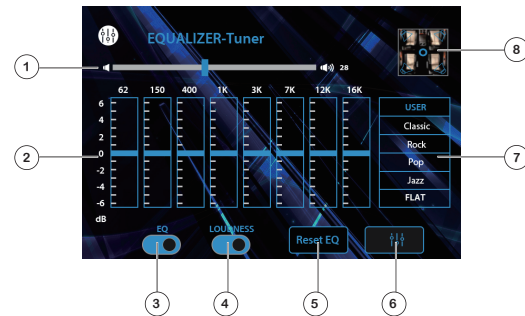 EQUALIZER-Tuner
8
1
28
62 150 400 1K 3K 7K 12K 16K
6
4
2
0
-2
-4
-6
dB
2
USER
Classic
Rock
Pop
Jazz
FLAT
7
EQ
LOUDNESS
Reset EQ
3
4
5
6